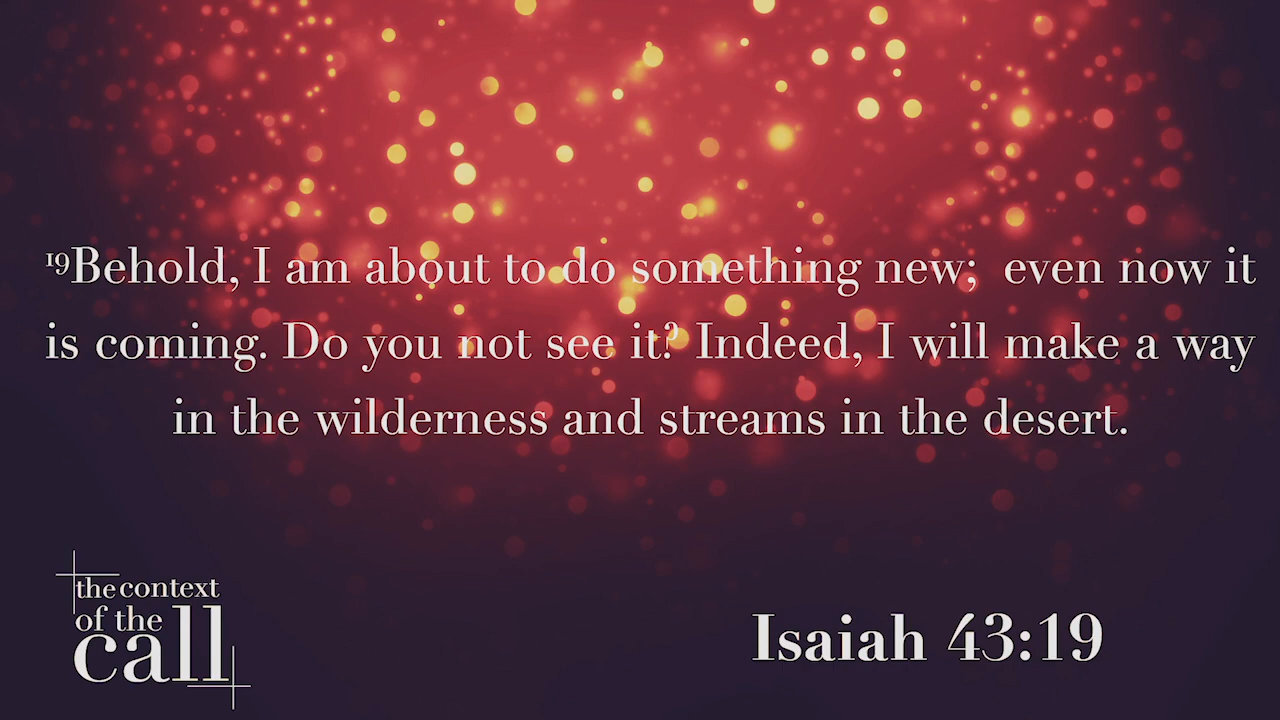 ¹⁹Behold, I am about to do something new;  even now it
is coming. Do you not see it? Indeed, I will make a way
in the wilderness and streams in the desert.
the context
of the
call
Isaiah 43:19